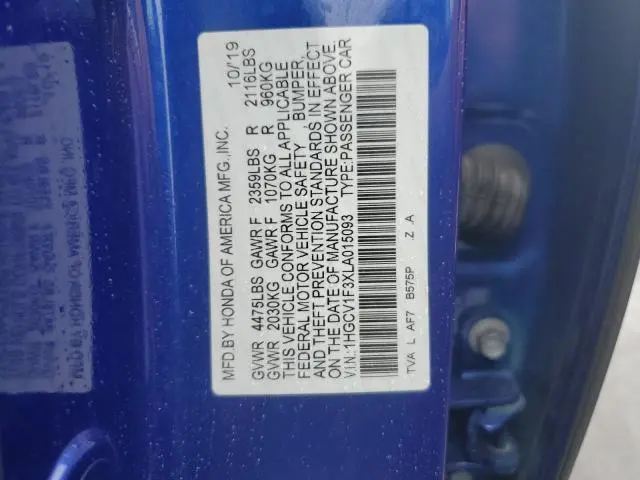 MFD.BY HONDA OF AMERICA MFG.,INC. 10/'19
GVWR 4475LBS GAWR F 2359LBS R 2116LBS
GVWR 2030KG GAWR F 1070KG R 960KG
THIS VEHICLE CONFORMS TO ALL APPLICABLE
FEDERAL MOTOR VEHICLE SAFETY, BUMPER,
AND THEFT PREVENTION STANDARDS IN EFFECT
ON THE DATE OF MANUFACTURE SHOWN ABOVE.
V.I.N.:1HGCV1F3XLA015093 TYPE:PASSENGER CAR
TVA L AF7 B575P Z A